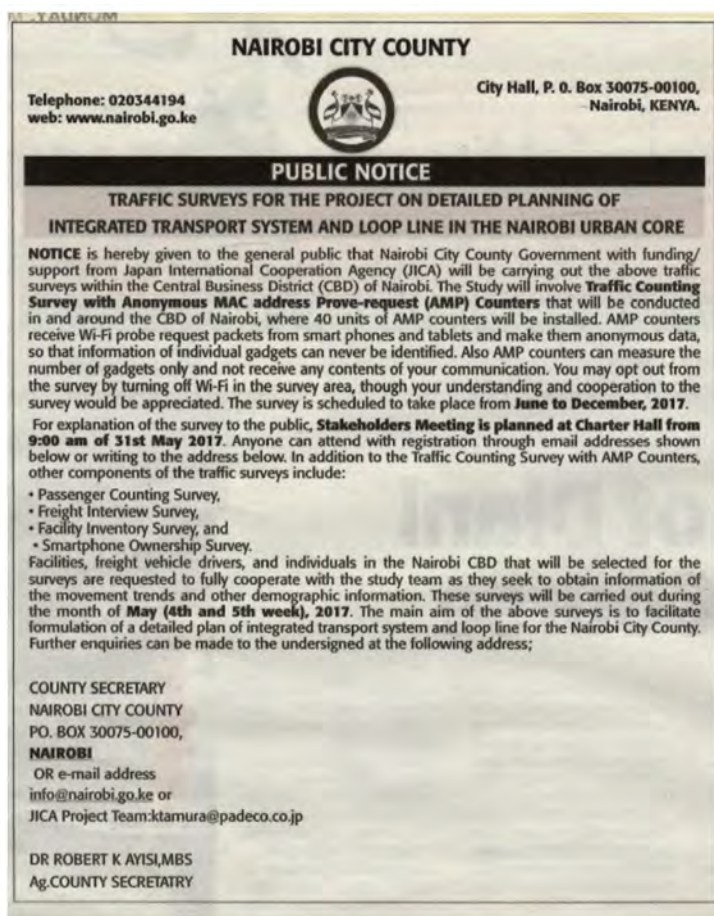 NAIROBI CITY COUNTY
Telephone: 020344194
web: www.nairobi.go.ke
City Hall, P. O. Box 30075-00100,
Nairobi, KENYA.
PUBLIC NOTICE
TRAFFIC SURVEYS FOR THE PROJECT ON DETAILED PLANNING OF
INTEGRATED TRANSPORT SYSTEM AND LOOP LINE IN THE NAIROBI URBAN CORE
NOTICE is hereby given to the general public that Nairobi City County Government with funding/
support from Japan International Cooperation Agency (JICA) will be carrying out the above traffic
surveys within the Central Business District (CBD) of Nairobi. The Study will involve Traffic Counting
Survey with Anonymous MAC address Prove-request (AMP) Counters that will be conducted
in and around the CBD of Nairobi, where 40 units of AMP counters will be installed. AMP counters
receive Wi-Fi probe request packets from smart phones and tablets and make them anonymous data,
so that information of individual gadgets can never be identified. Also AMP counters can measure the
number of gadgets only and not receive any contents of your communication. You may opt out from
the survey by turning off Wi-Fi in the survey area, though your understanding and cooperation to the
survey would be appreciated. The survey is scheduled to take place from June to December, 2017.
For explanation of the survey to the public, Stakeholders Meeting is planned at Charter Hall from
9:00 am of 31st May 2017. Anyone can attend with registration through email addresses shown
below or writing to the address below. In addition to the Traffic Counting Survey with AMP Counters,
other components of the traffic surveys include:
• Passenger Counting Survey,
• Freight Interview Survey,
• Facility Inventory Survey, and
• Smartphone Ownership Survey.
Facilities, freight vehicle drivers, and individuals in the Nairobi CBD that will be selected for the
surveys are requested to fully cooperate with the study team as they seek to obtain information of
the movement trends and other demographic information. These surveys will be carried out during
the month of May (4th and 5th week), 2017. The main aim of the above surveys is to facilitate
formulation of a detailed plan of integrated transport system and loop line for the Nairobi City County.
Further enquiries can be made to the undersigned at the following address;
COUNTY SECRETARY
NAIROBI CITY COUNTY
PO. BOX 30075-00100,
NAIROBI
OR e-mail address
info@nairobi.go.ke or
JICA Project Team:ktamura@padeco.co.jp
DR ROBERT K AYISI,MBS
Ag.COUNTY SECRETATRY